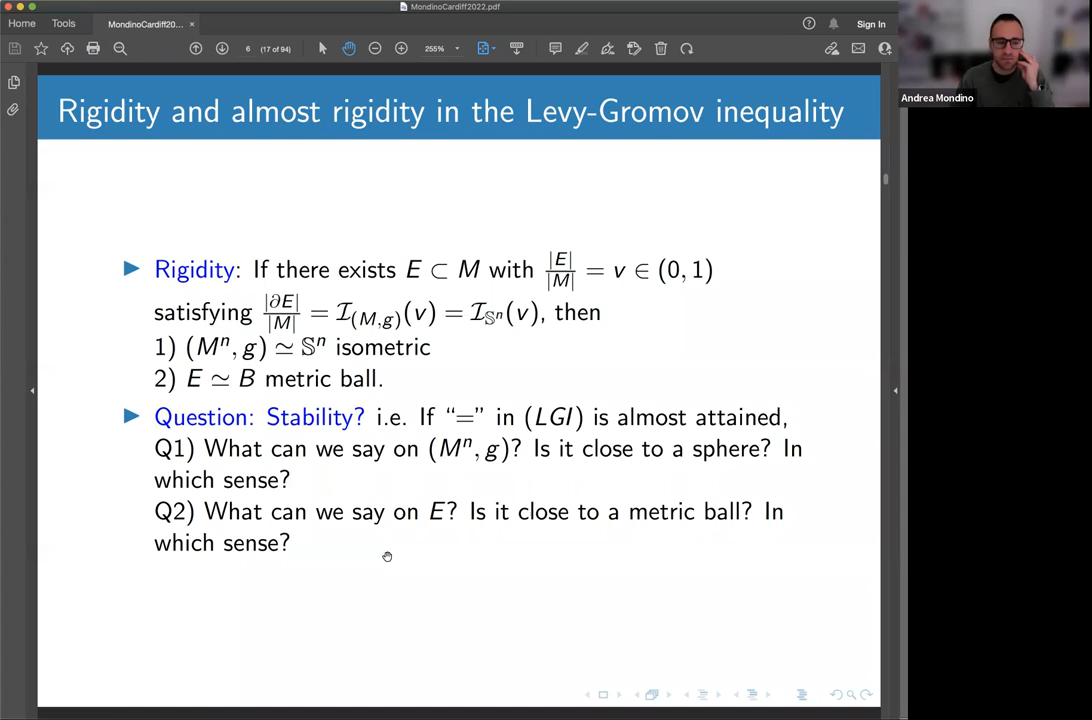 MondinoCardiff2022.pdf
Home Tools MondinoCardiff20... × Sign In
6 (17 of 94) 255%
Andrea Mondino
Rigidity and almost rigidity in the Levy-Gromov inequality
▶ Rigidity: If there exists E ⊂ M with |E|/|M| = v ∈ (0, 1)
satisfying |∂E|/|M| = I_(M,g)(v) = I_𝕊ⁿ(v), then
1) (Mⁿ, g) ≃ 𝕊ⁿ isometric
2) E ≃ B metric ball.
▶ Question: Stability? i.e. If “=” in (LGI) is almost attained,
Q1) What can we say on (Mⁿ, g)? Is it close to a sphere? In
which sense?
Q2) What can we say on E? Is it close to a metric ball? In
which sense?